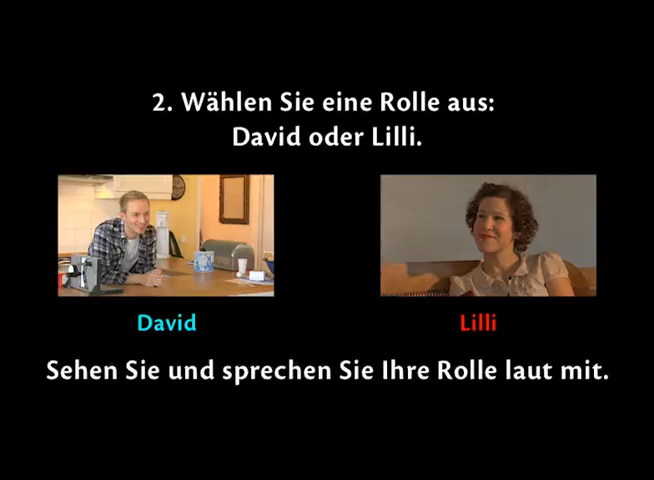 2. Wählen Sie eine Rolle aus:
David oder Lilli.
David
Lilli
Sehen Sie und sprechen Sie Ihre Rolle laut mit.